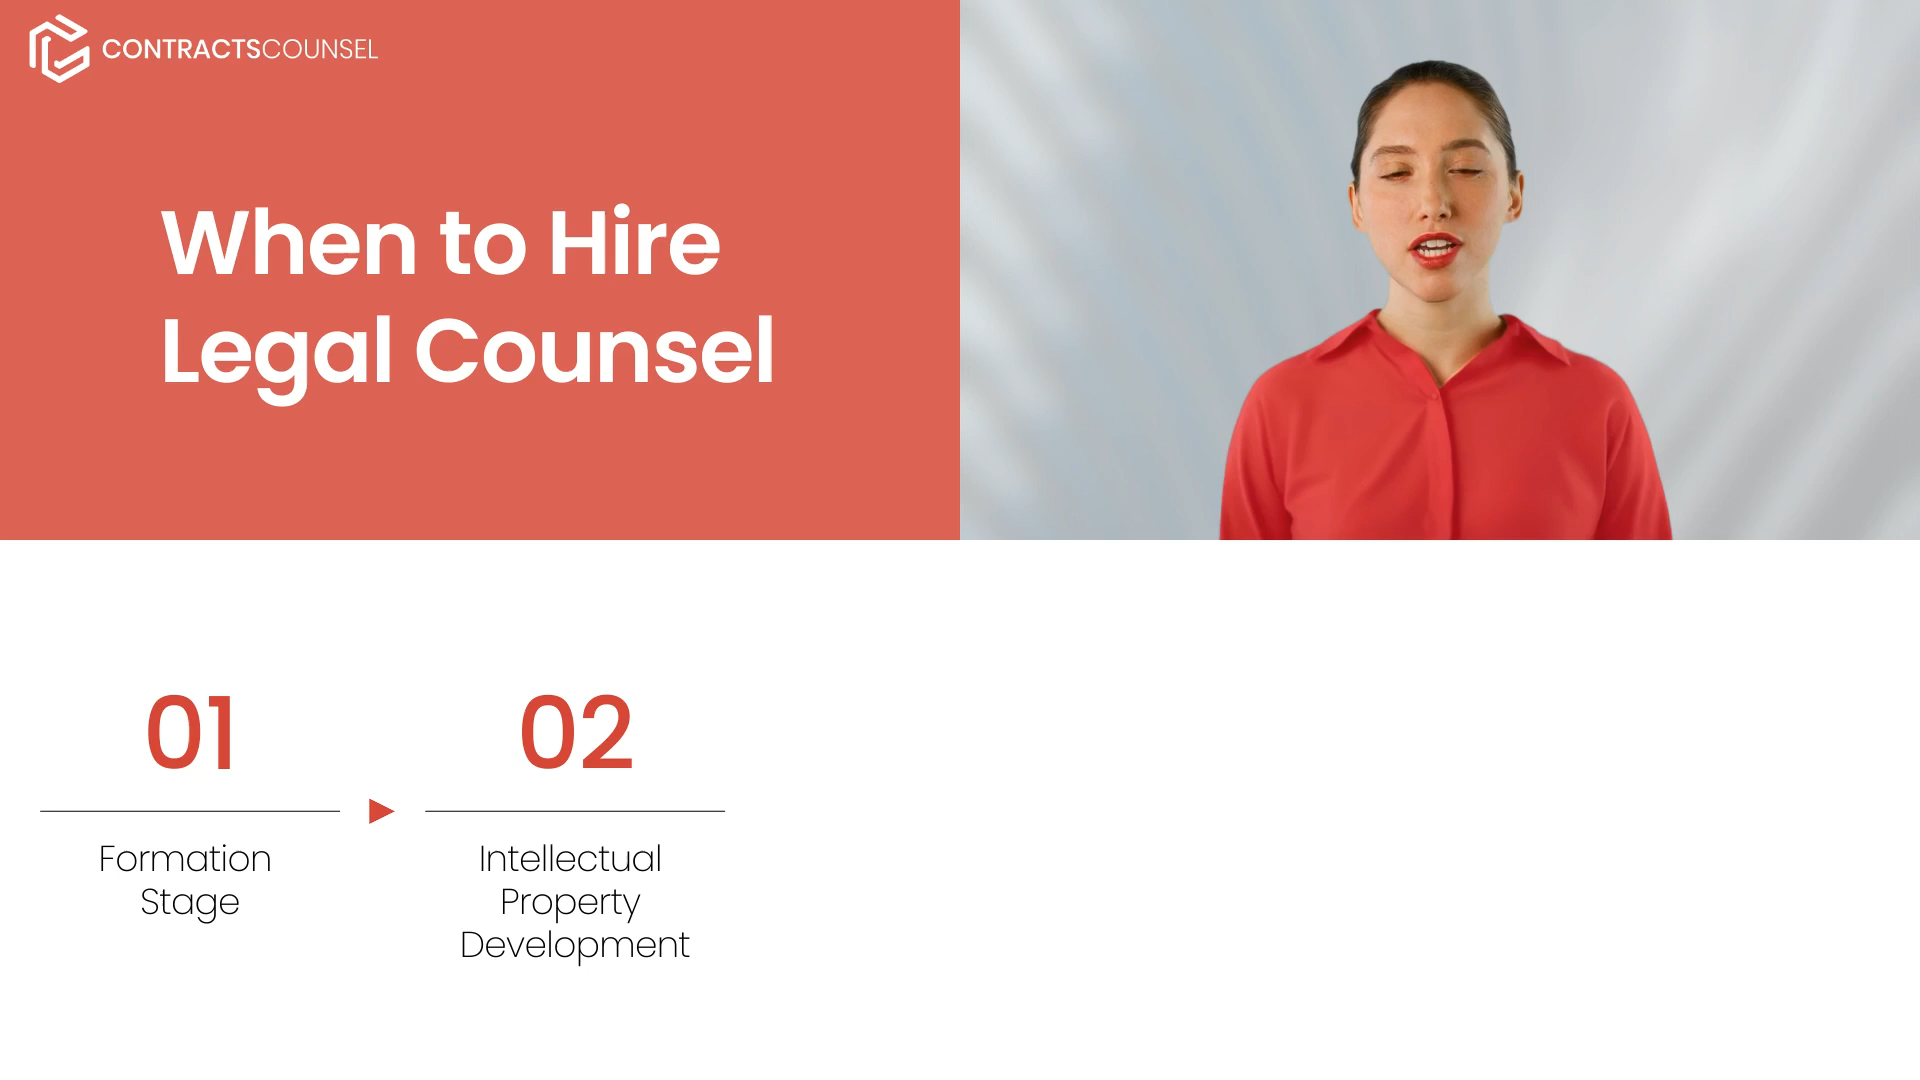 CONTRACTSCOUNSEL
When to Hire
Legal Counsel
01
Formation
Stage
02
Intellectual
Property
Development